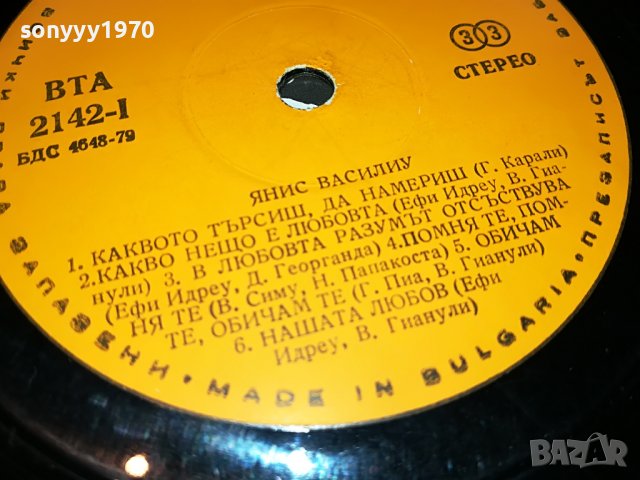 sonyyy1970
ВТА
2142-I
БДС 4648-79
33
СТЕРЕО
ЯНИС ВАСИЛИУ
1. КАКВОТО ТЪРСИШ, ДА НАМЕРИШ (Г. Карали)
2. КАКВО НЕЩО Е ЛЮБОВТА (Ефи Идреу, В. Гиа-
нули) 3. В ЛЮБОВТА РАЗУМЪТ ОТСЪСТВУВА
(Ефи Идреу, Д. Георганда) 4. ПОМНЯ ТЕ, ПОМ-
НЯ ТЕ (В. Симу, Н. Папакоста) 5. ОБИЧАМ
ТЕ, ОБИЧАМ ТЕ (Г. Пиа, В. Гианули)
6. НАШАТА ЛЮБОВ (Ефи
Идреу, В. Гианули)
ВСИЧКИ ПРАВА ЗАПАЗЕНИ • MADE IN BULGARIA • ПРЕЗАПИСЪТ ЗАБ
BAZAR